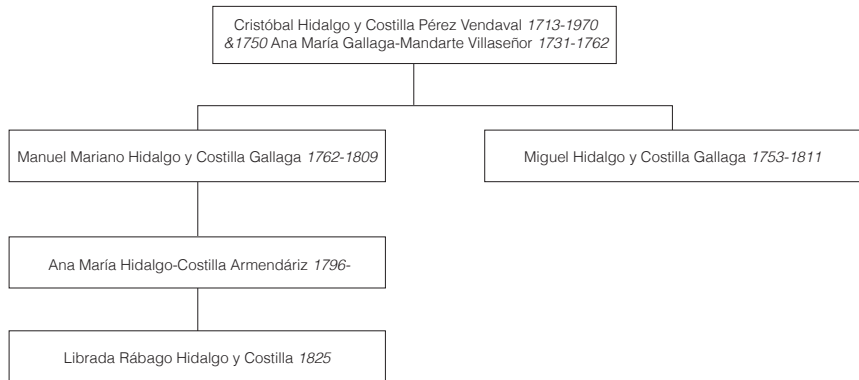 Cristóbal Hidalgo y Costilla Pérez Vendaval 1713-1970
&1750 Ana María Gallaga-Mandarte Villaseñor 1731-1762
Manuel Mariano Hidalgo y Costilla Gallaga 1762-1809
Miguel Hidalgo y Costilla Gallaga 1753-1811
Ana María Hidalgo-Costilla Armendáriz 1796-
Librada Rábago Hidalgo y Costilla 1825